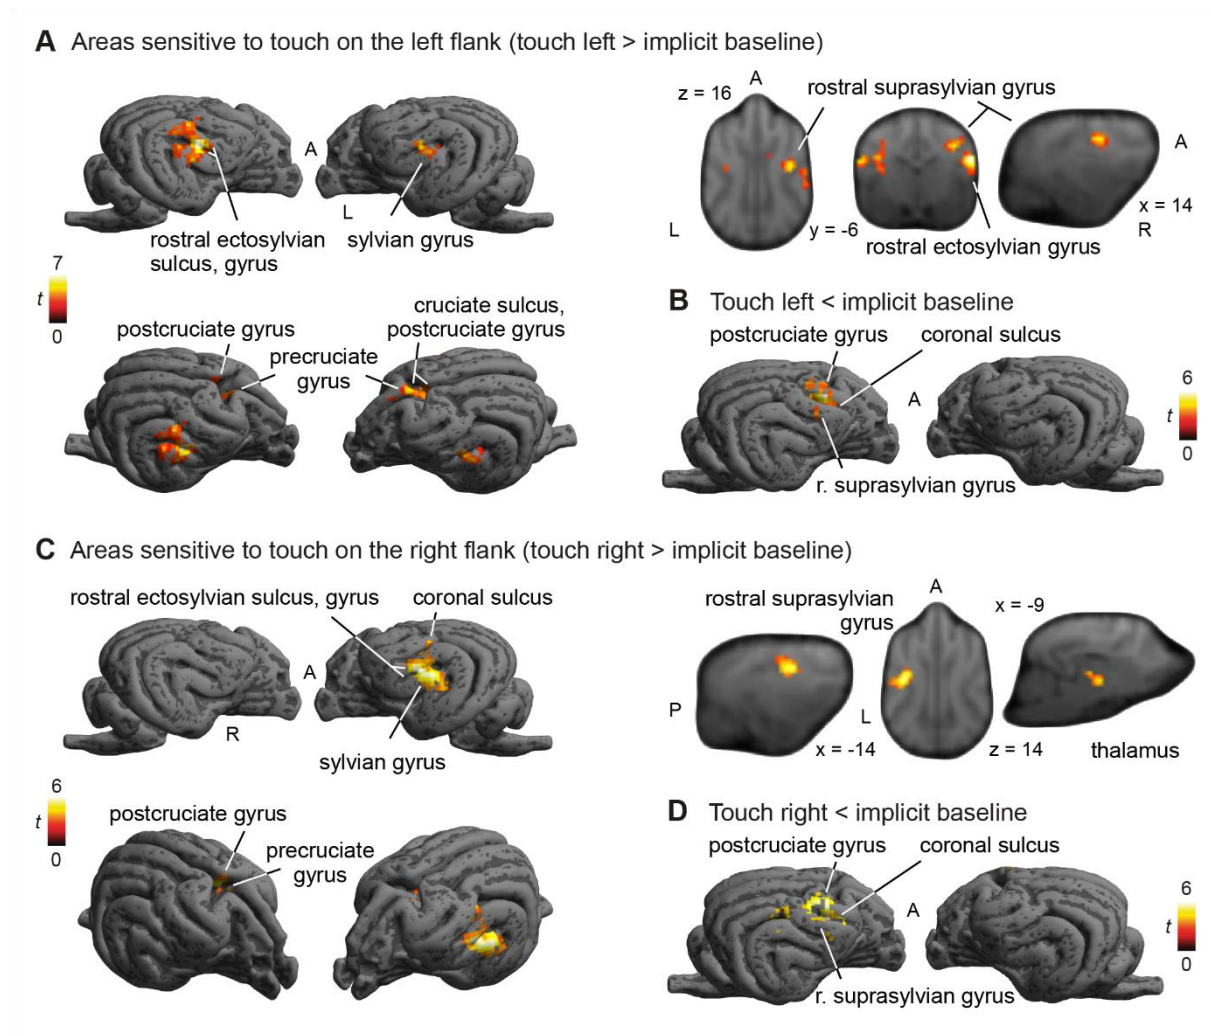 A Areas sensitive to touch on the left flank (touch left > implicit baseline)
A
L
rostral ectosylvian
sulcus, gyrus
sylvian gyrus
7
t
0
postcruciate gyrus
precruciate
gyrus
cruciate sulcus,
postcruciate gyrus
z = 16
A
rostral suprasylvian gyrus
A
L
y = -6
x = 14
R
rostral ectosylvian gyrus
B Touch left < implicit baseline
postcruciate gyrus
coronal sulcus
A
6
t
0
r. suprasylvian gyrus
C Areas sensitive to touch on the right flank (touch right > implicit baseline)
rostral ectosylvian sulcus, gyrus
coronal sulcus
A
R
sylvian gyrus
6
t
0
postcruciate gyrus
precruciate
gyrus
rostral suprasylvian
gyrus
A
x = -9
P
L
x = -14
z = 14
thalamus
D Touch right < implicit baseline
postcruciate gyrus
coronal sulcus
A
6
t
0
r. suprasylvian gyrus